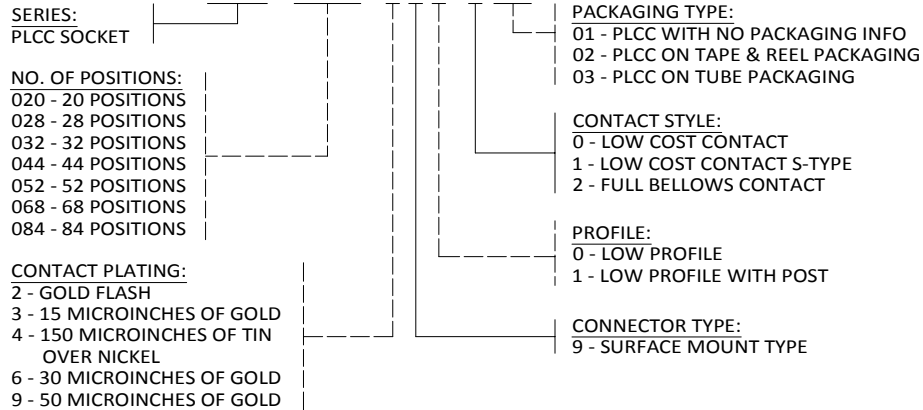 SERIES:
PLCC SOCKET
NO. OF POSITIONS:
020 - 20 POSITIONS
028 - 28 POSITIONS
032 - 32 POSITIONS
044 - 44 POSITIONS
052 - 52 POSITIONS
068 - 68 POSITIONS
084 - 84 POSITIONS
CONTACT PLATING:
2 - GOLD FLASH
3 - 15 MICROINCHES OF GOLD
4 - 150 MICROINCHES OF TIN
OVER NICKEL
6 - 30 MICROINCHES OF GOLD
9 - 50 MICROINCHES OF GOLD
PACKAGING TYPE:
01 - PLCC WITH NO PACKAGING INFO
02 - PLCC ON TAPE & REEL PACKAGING
03 - PLCC ON TUBE PACKAGING
CONTACT STYLE:
0 - LOW COST CONTACT
1 - LOW COST CONTACT S-TYPE
2 - FULL BELLOWS CONTACT
PROFILE:
0 - LOW PROFILE
1 - LOW PROFILE WITH POST
CONNECTOR TYPE:
9 - SURFACE MOUNT TYPE